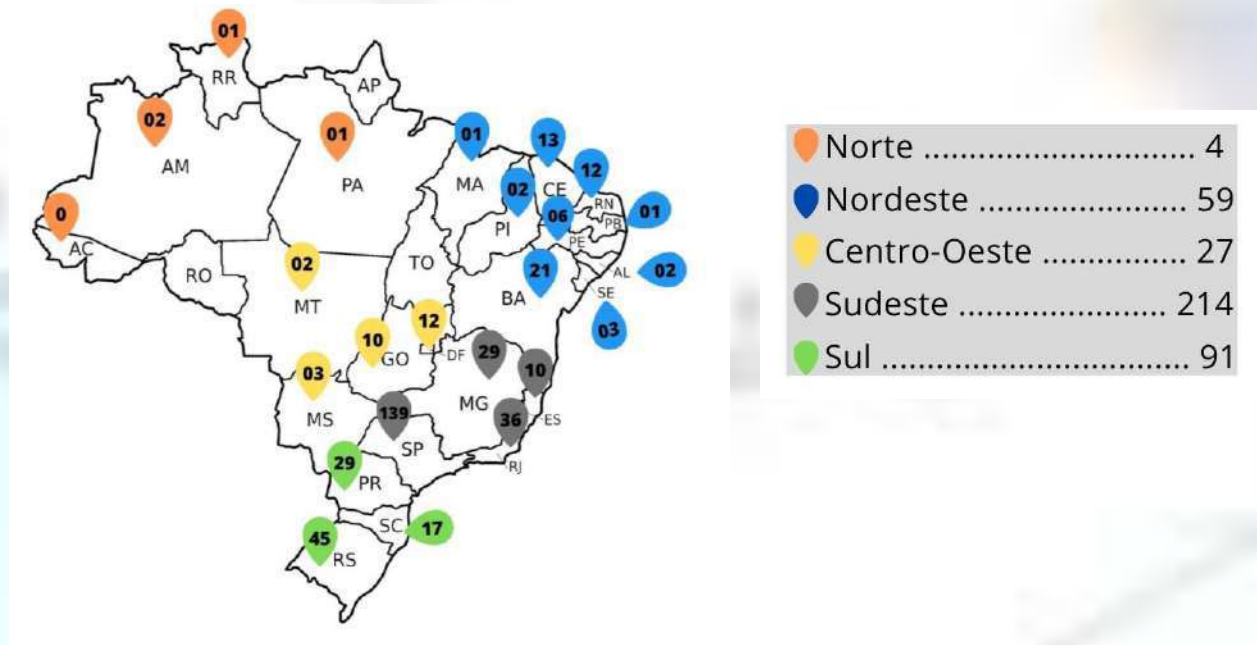 01
RR
AP
02
01
01
13
AM
PA
MA
02
CE
12
RN
01
0
06
PB
AC
PI
PE
RO
02
TO
21
AL
02
MT
BA
SE
03
10
12
GO
DF
29
10
03
MG
MS
139
36
ES
SP
RJ
29
PR
SC
17
45
RS
Norte .............................. 4
Nordeste ......................... 59
Centro-Oeste ................. 27
Sudeste ....................... 214
Sul .................................. 91